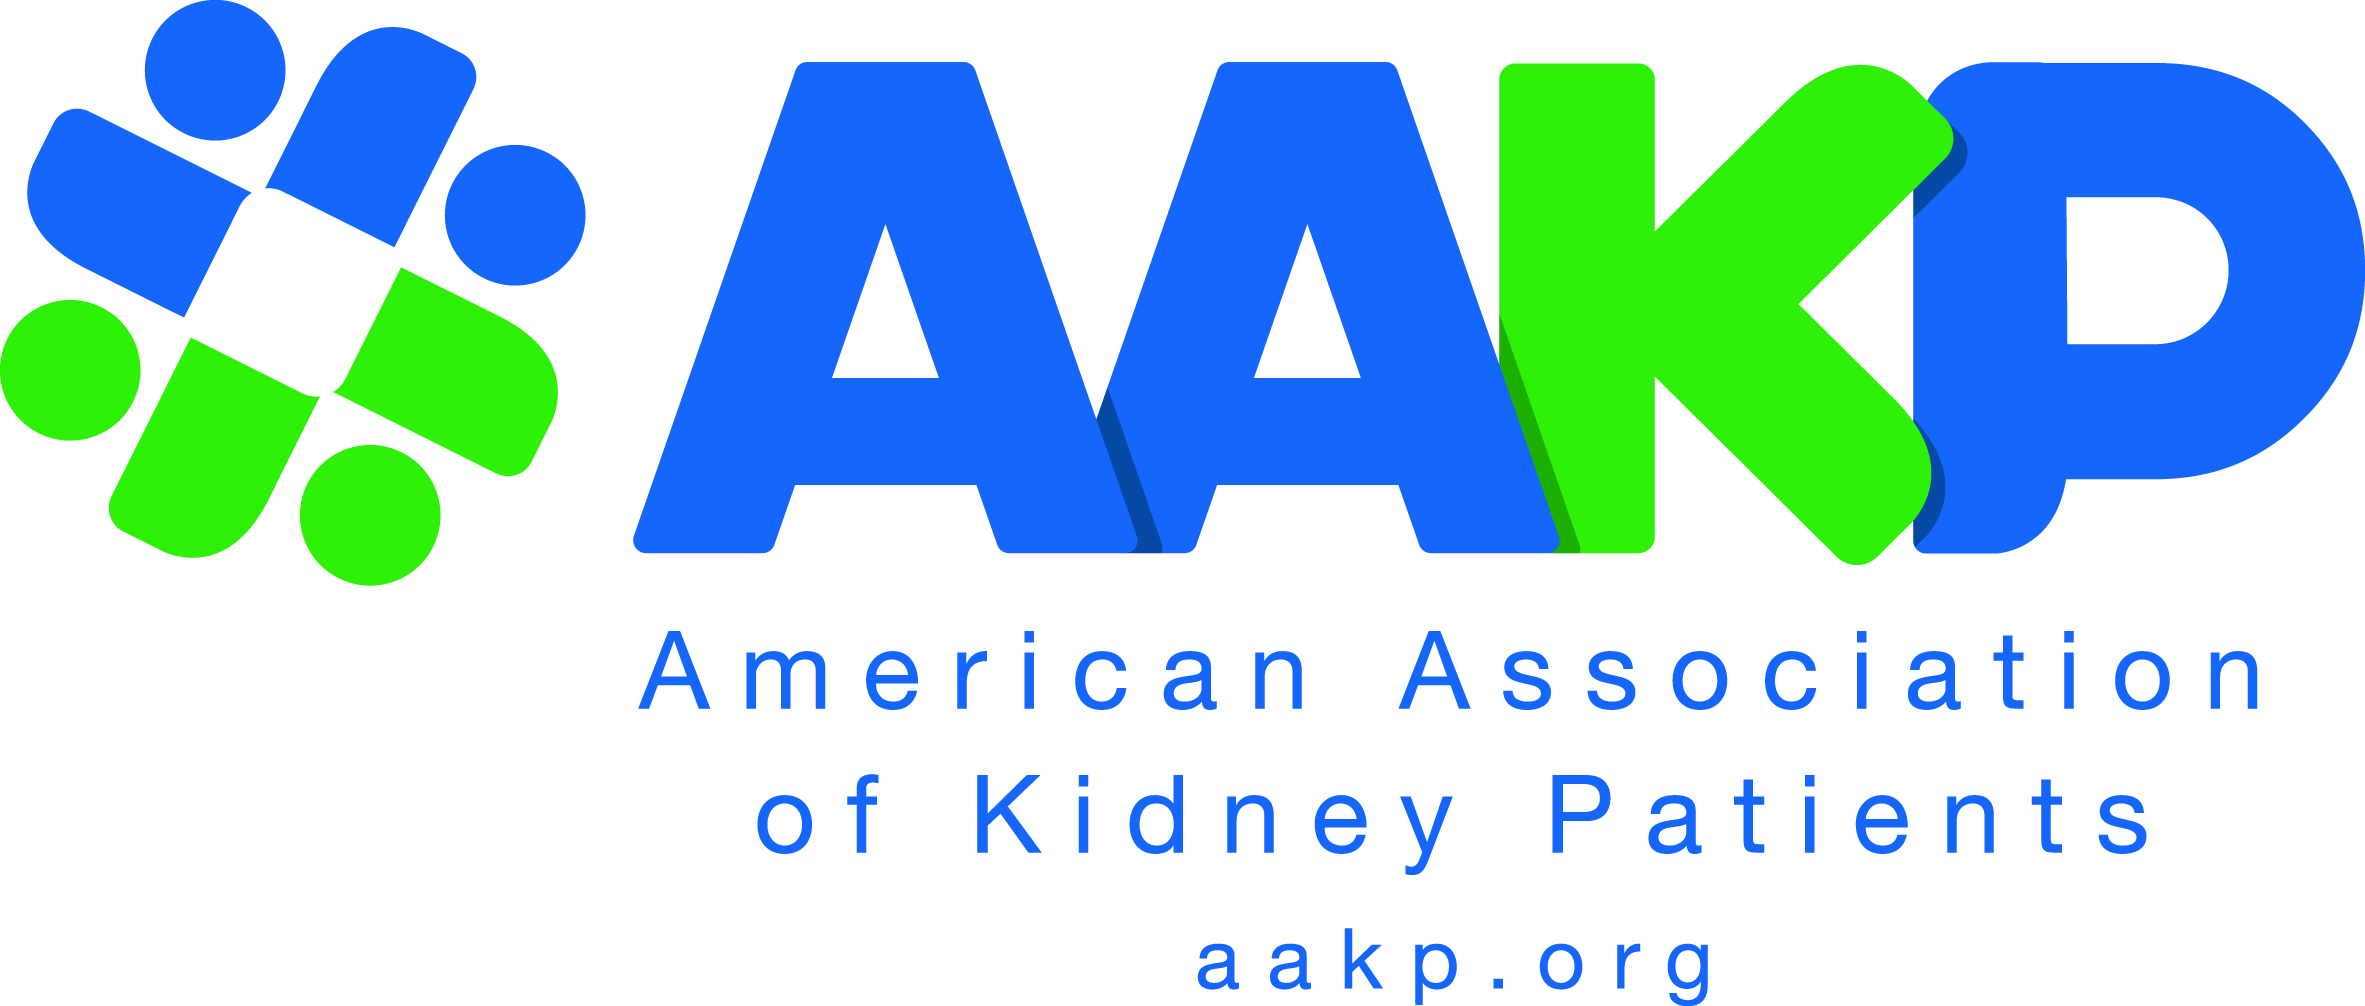 AAKP
American Association
of Kidney Patients
aakp.org